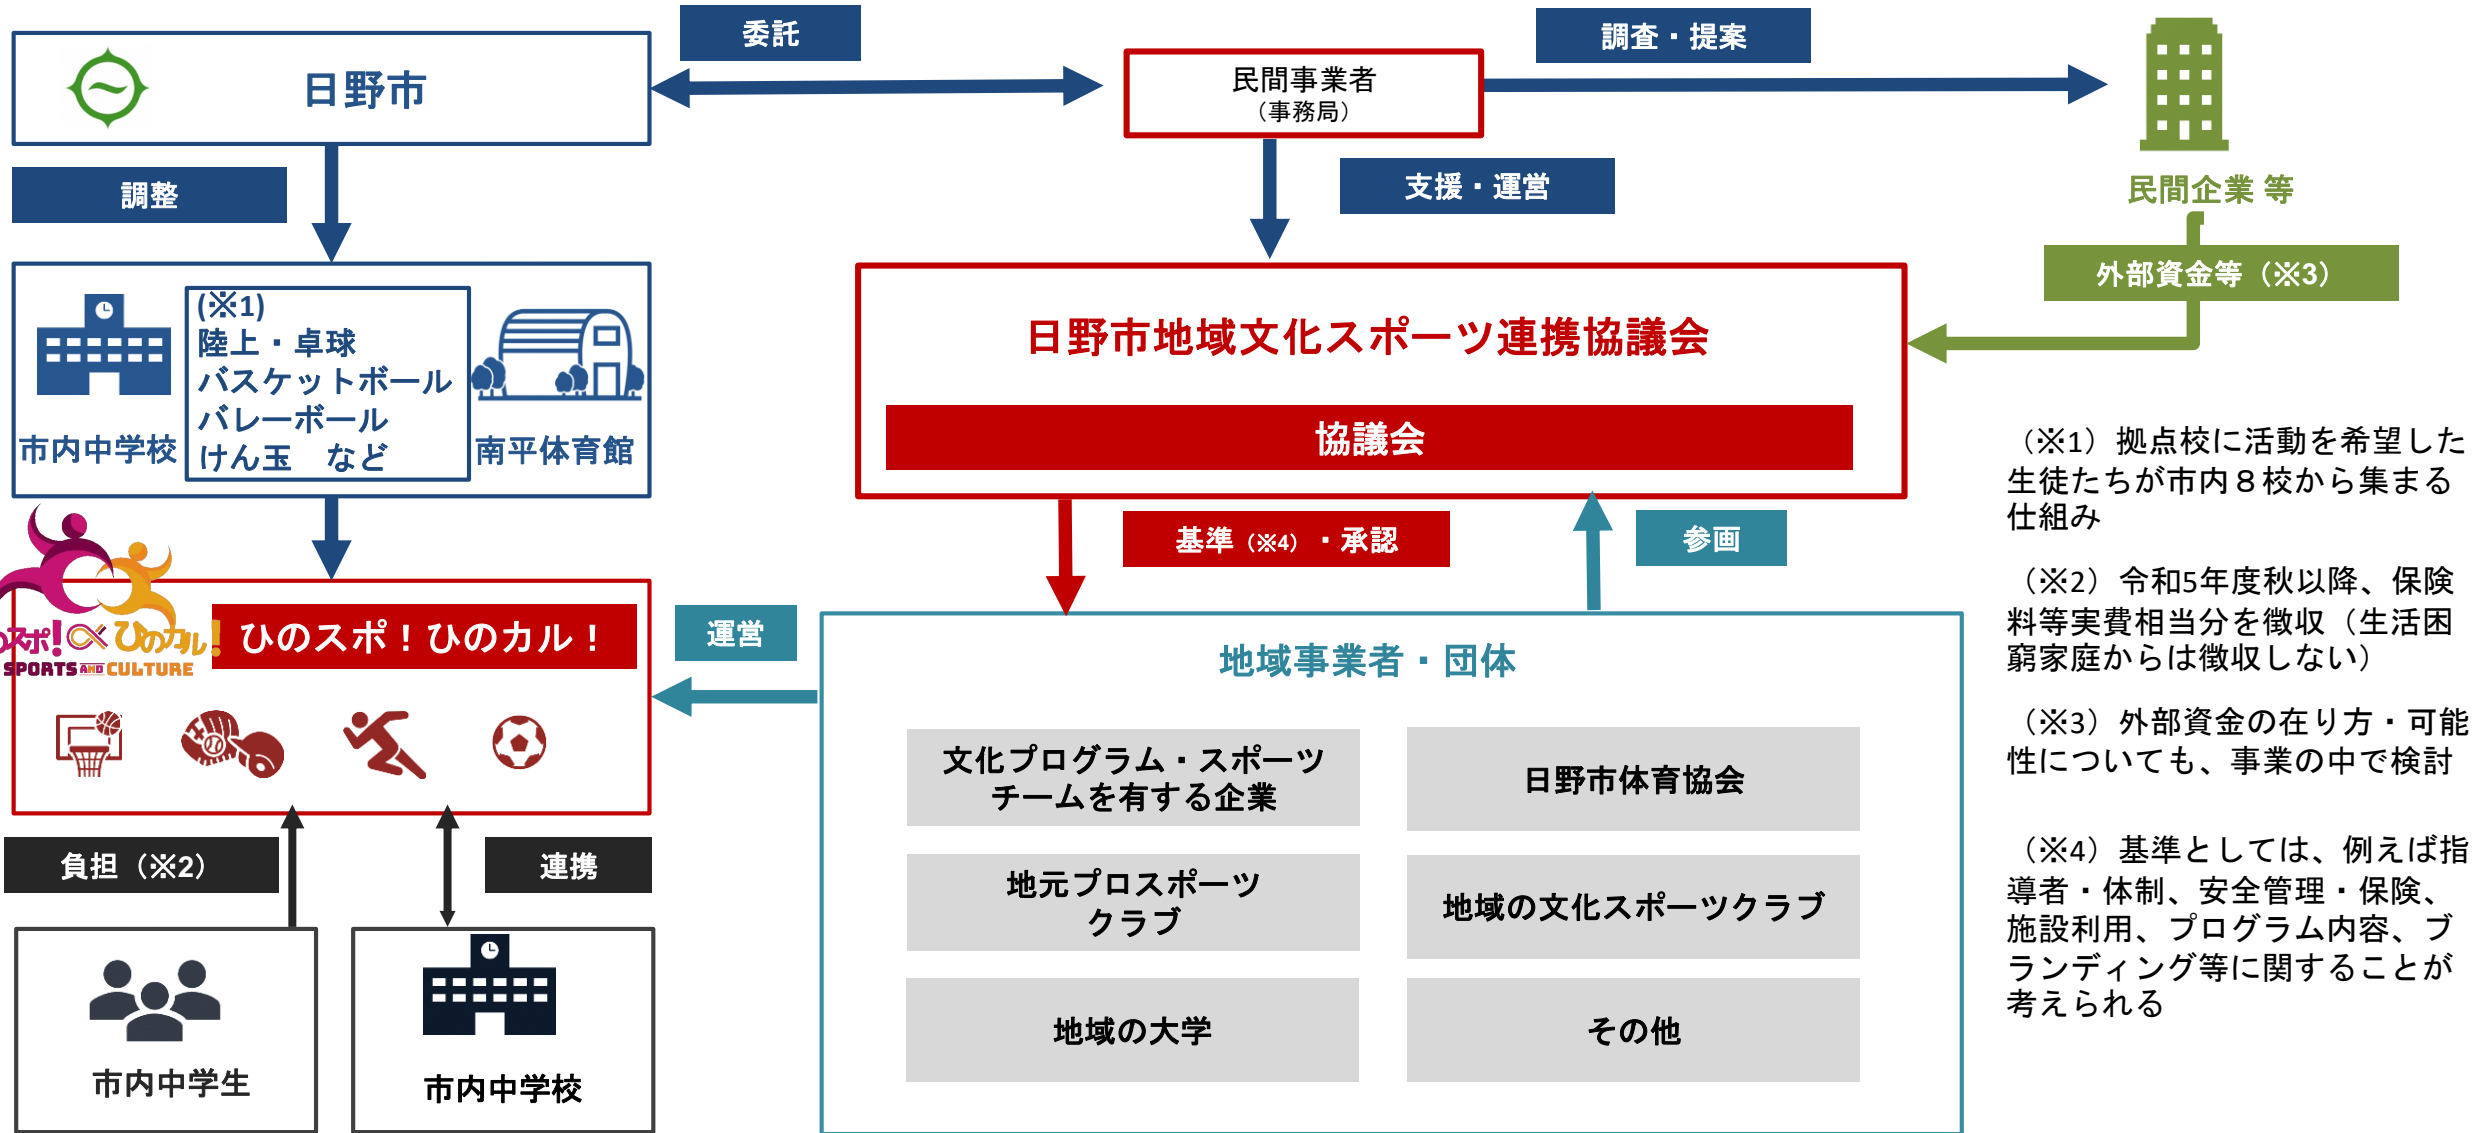 委託
調査・提案
日野市
民間事業者
（事務局）
調整
支援・運営
民間企業 等
外部資金等（※3）
(※1)
陸上・卓球
バスケットボール
バレーボール
けん玉　など
市内中学校
南平体育館
日野市地域文化スポーツ連携協議会
協議会
基準（※4）・承認
参画
ひのスポ！ひのカル！
のスポ！
ひのカル！
SPORTS AND CULTURE
運営
地域事業者・団体
文化プログラム・スポーツ
チームを有する企業
日野市体育協会
地元プロスポーツ
クラブ
地域の文化スポーツクラブ
地域の大学
その他
負担（※2）
連携
市内中学生
市内中学校
（※1）拠点校に活動を希望した
生徒たちが市内８校から集まる
仕組み
（※2）令和5年度秋以降、保険
料等実費相当分を徴収（生活困
窮家庭からは徴収しない）
（※3）外部資金の在り方・可能
性についても、事業の中で検討
（※4）基準としては、例えば指
導者・体制、安全管理・保険、
施設利用、プログラム内容、ブ
ランディング等に関することが
考えられる